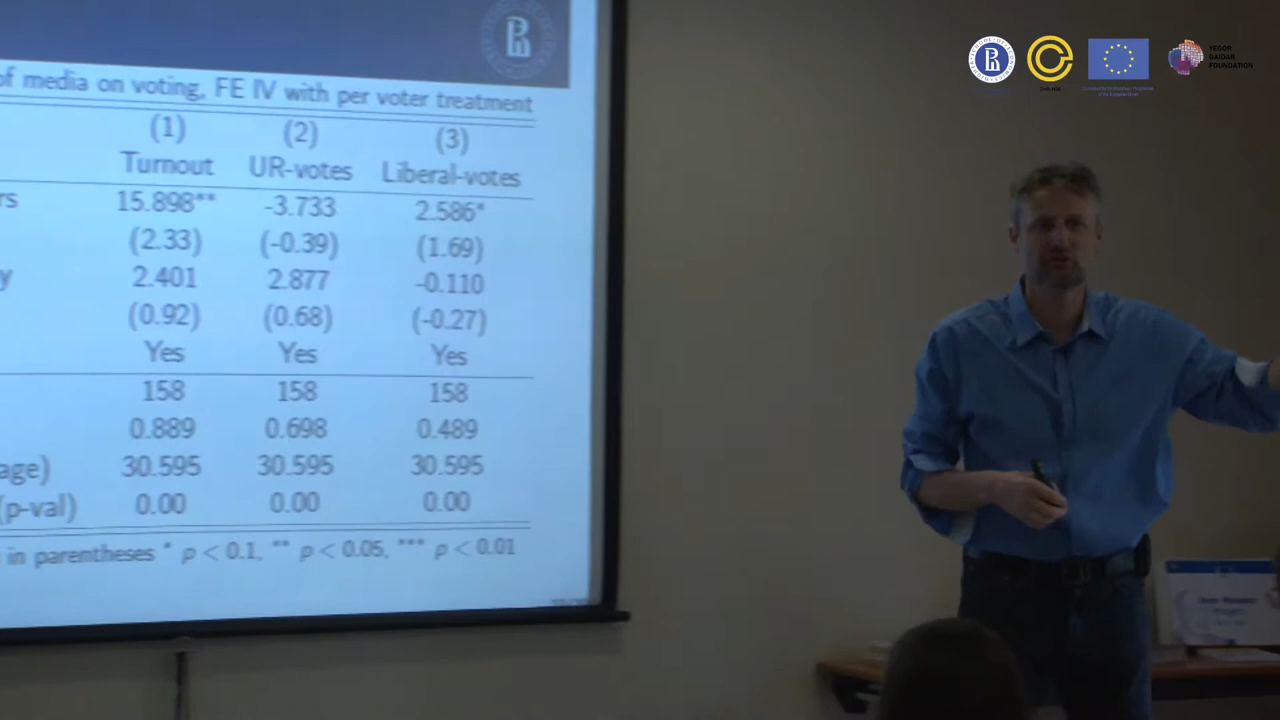 of media on voting, FE IV with per voter treatment
(1) (2) (3)
Turnout UR-votes Liberal-votes
rs 15.898** -3.733 2.586*
(2.33) (-0.39) (1.69)
y 2.401 2.877 -0.110
(0.92) (0.68) (-0.27)
Yes Yes Yes
158 158 158
0.889 0.698 0.489
age) 30.595 30.595 30.595
(p-val) 0.00 0.00 0.00
s in parentheses * p < 0.1, ** p < 0.05, *** p < 0.01
YEGOR
GAIDAR
FOUNDATION